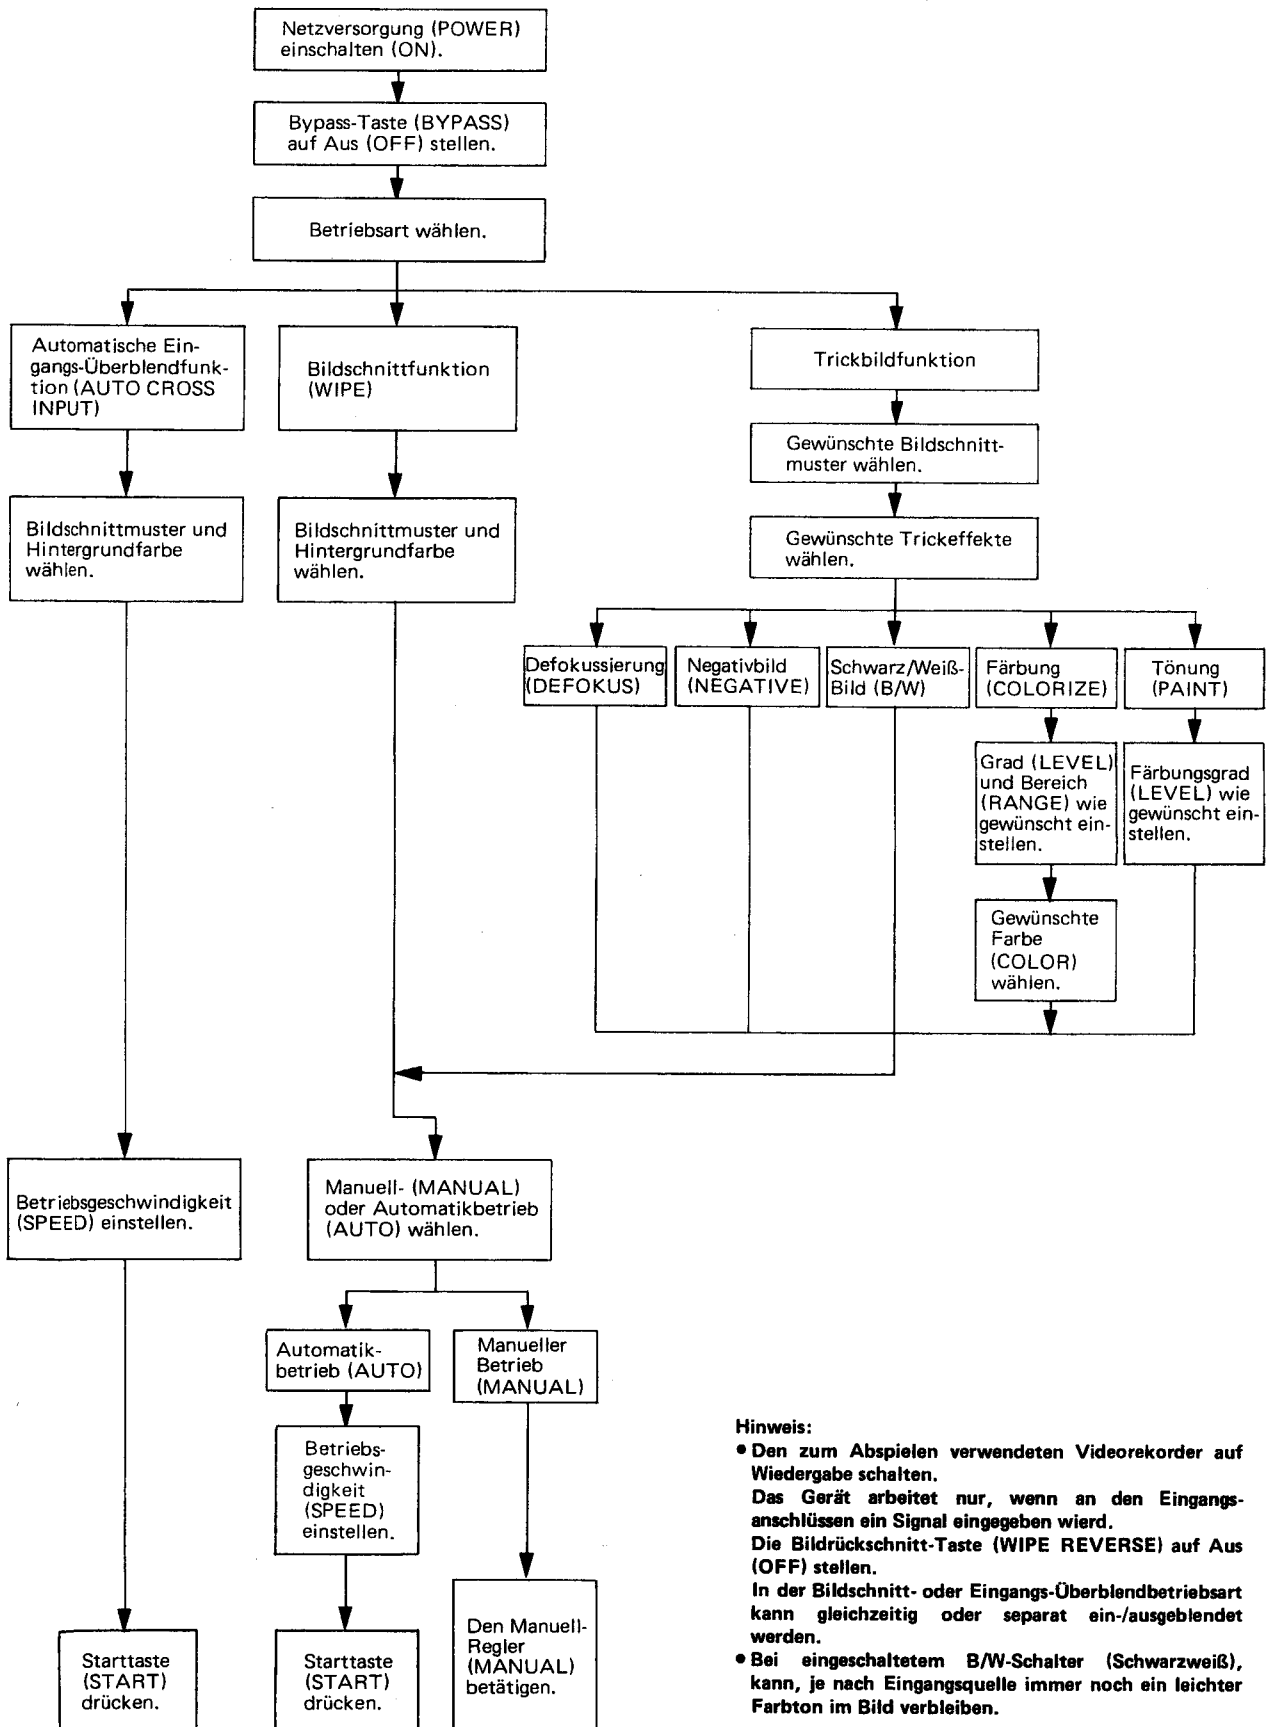 Netzversorgung (POWER)
einschalten (ON).
Bypass-Taste (BYPASS)
auf Aus (OFF) stellen.
Betriebsart wählen.
Automatische Ein-
gangs-Überblendfunk-
tion (AUTO CROSS
INPUT)
Bildschnittfunktion
(WIPE)
Trickbildfunktion
Gewünschte Bildschnitt-
muster wählen.
Bildschnittmuster und
Hintergrundfarbe
wählen.
Bildschnittmuster und
Hintergrundfarbe
wählen.
Gewünschte Trickeffekte
wählen.
Defokussierung
(DEFOKUS)
Negativbild
(NEGATIVE)
Schwarz/Weiß-
Bild (B/W)
Färbung
(COLORIZE)
Tönung
(PAINT)
Grad (LEVEL)
und Bereich
(RANGE) wie
gewünscht ein-
stellen.
Färbungsgrad
(LEVEL) wie
gewünscht ein-
stellen.
Gewünschte
Farbe
(COLOR)
wählen.
Betriebsgeschwindigkeit
(SPEED) einstellen.
Manuell- (MANUAL)
oder Automatikbetrieb
(AUTO) wählen.
Automatik-
betrieb (AUTO)
Manueller
Betrieb
(MANUAL)
Betriebs-
geschwin-
digkeit
(SPEED)
einstellen.
Starttaste
(START)
drücken.
Starttaste
(START)
drücken.
Den Manuell-
Regler
(MANUAL)
betätigen.
Hinweis:
● Den zum Abspielen verwendeten Videorekorder auf
Wiedergabe schalten.
Das Gerät arbeitet nur, wenn an den Eingangs-
anschlüssen ein Signal eingegeben wierd.
Die Bildrückschnitt-Taste (WIPE REVERSE) auf Aus
(OFF) stellen.
In der Bildschnitt- oder Eingangs-Überblendbetriebsart
kann gleichzeitig oder separat ein-/ausgeblendet
werden.
● Bei eingeschaltetem B/W-Schalter (Schwarzweiß),
kann, je nach Eingangsquelle immer noch ein leichter
Farbton im Bild verbleiben.